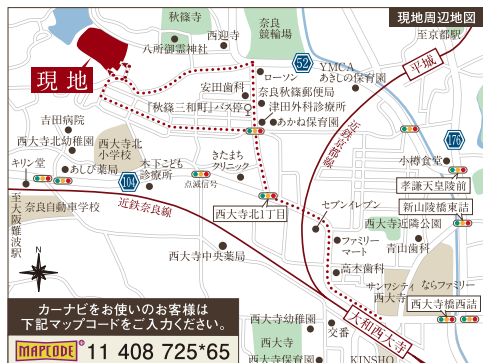 現地周辺地図
秋篠寺
奈良
競輪場
至京都駅
西迎寺
八所御霊神社
52
YMCA
あきしの保育園
平城
現地
ローソン
安田歯科
奈良秋篠郵便局
「秋篠三和町」バス停
津田外科診療所
あかね保育園
吉田病院
西大寺北幼稚園
西大寺北
小学校
近鉄京都線
176
小樽食堂
きたまち
クリニック
木下こども
診療所
あしび薬局
キリン堂
104
点滅信号
孝謙天皇陵前
奈良自動車学校
近鉄奈良線
西大寺北1丁目
セブンイレブン
新山陵橋東詰
至大阪難波駅
西大寺近隣公園
ファミリー
マート
青山歯科
西大寺中央薬局
高木歯科
N
サンワシティ
西大寺
ならファミリー
カーナビをお使いのお客様は
下記マップコードをご入力ください。
大和西大寺
西大寺橋西詰
西大寺幼稚園
交番
MAPCODE 11 408 725*65
西大寺
西大寺保育園
KINSHO